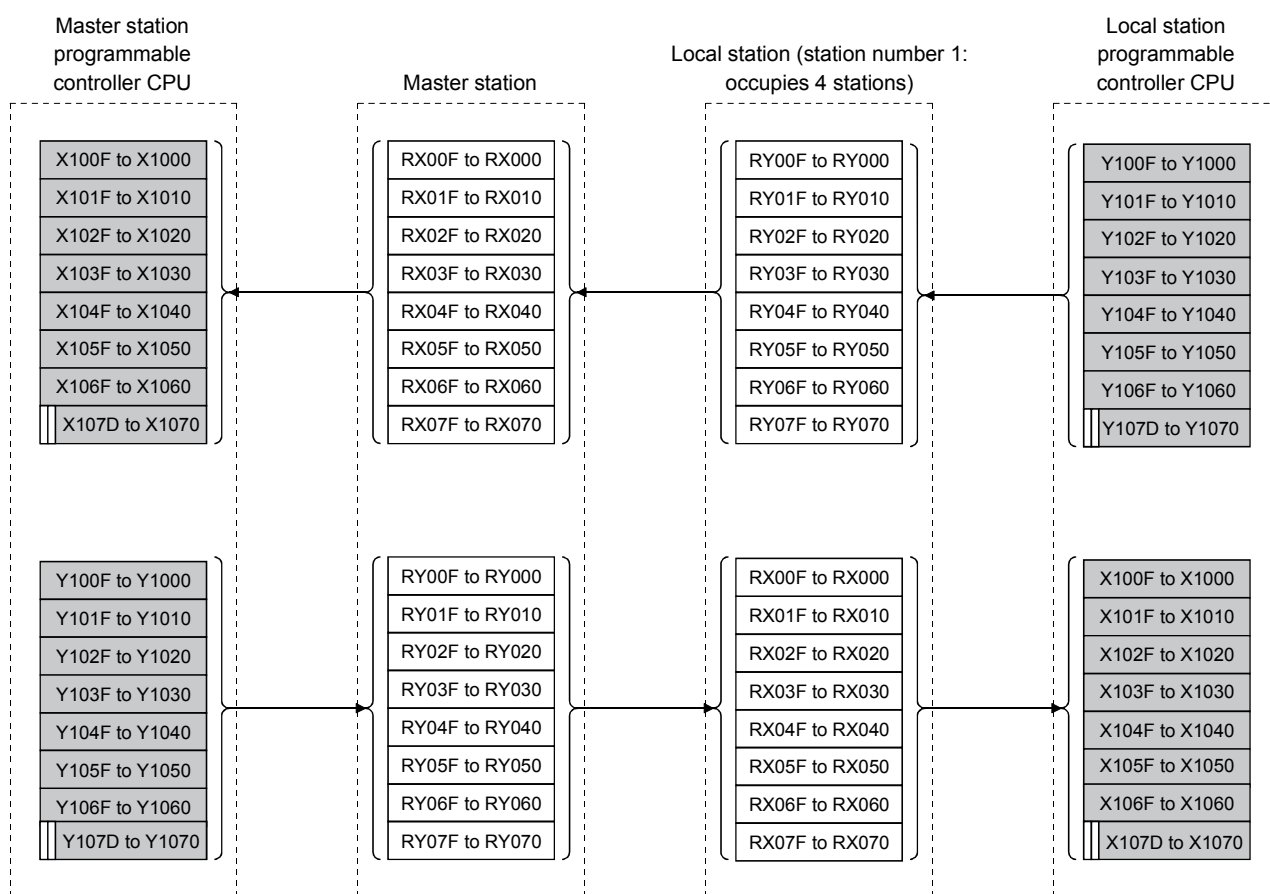 Master station
programmable
controller CPU
Master station
Local station (station number 1:
occupies 4 stations)
Local station
programmable
controller CPU
X100F to X1000
X101F to X1010
X102F to X1020
X103F to X1030
X104F to X1040
X105F to X1050
X106F to X1060
X107D to X1070
RX00F to RX000
RX01F to RX010
RX02F to RX020
RX03F to RX030
RX04F to RX040
RX05F to RX050
RX06F to RX060
RX07F to RX070
RY00F to RY000
RY01F to RY010
RY02F to RY020
RY03F to RY030
RY04F to RY040
RY05F to RY050
RY06F to RY060
RY07F to RY070
Y100F to Y1000
Y101F to Y1010
Y102F to Y1020
Y103F to Y1030
Y104F to Y1040
Y105F to Y1050
Y106F to Y1060
Y107D to Y1070
Y100F to Y1000
Y101F to Y1010
Y102F to Y1020
Y103F to Y1030
Y104F to Y1040
Y105F to Y1050
Y106F to Y1060
Y107D to Y1070
RY00F to RY000
RY01F to RY010
RY02F to RY020
RY03F to RY030
RY04F to RY040
RY05F to RY050
RY06F to RY060
RY07F to RY070
RX00F to RX000
RX01F to RX010
RX02F to RX020
RX03F to RX030
RX04F to RX040
RX05F to RX050
RX06F to RX060
RX07F to RX070
X100F to X1000
X101F to X1010
X102F to X1020
X103F to X1030
X104F to X1040
X105F to X1050
X106F to X1060
X107D to X1070